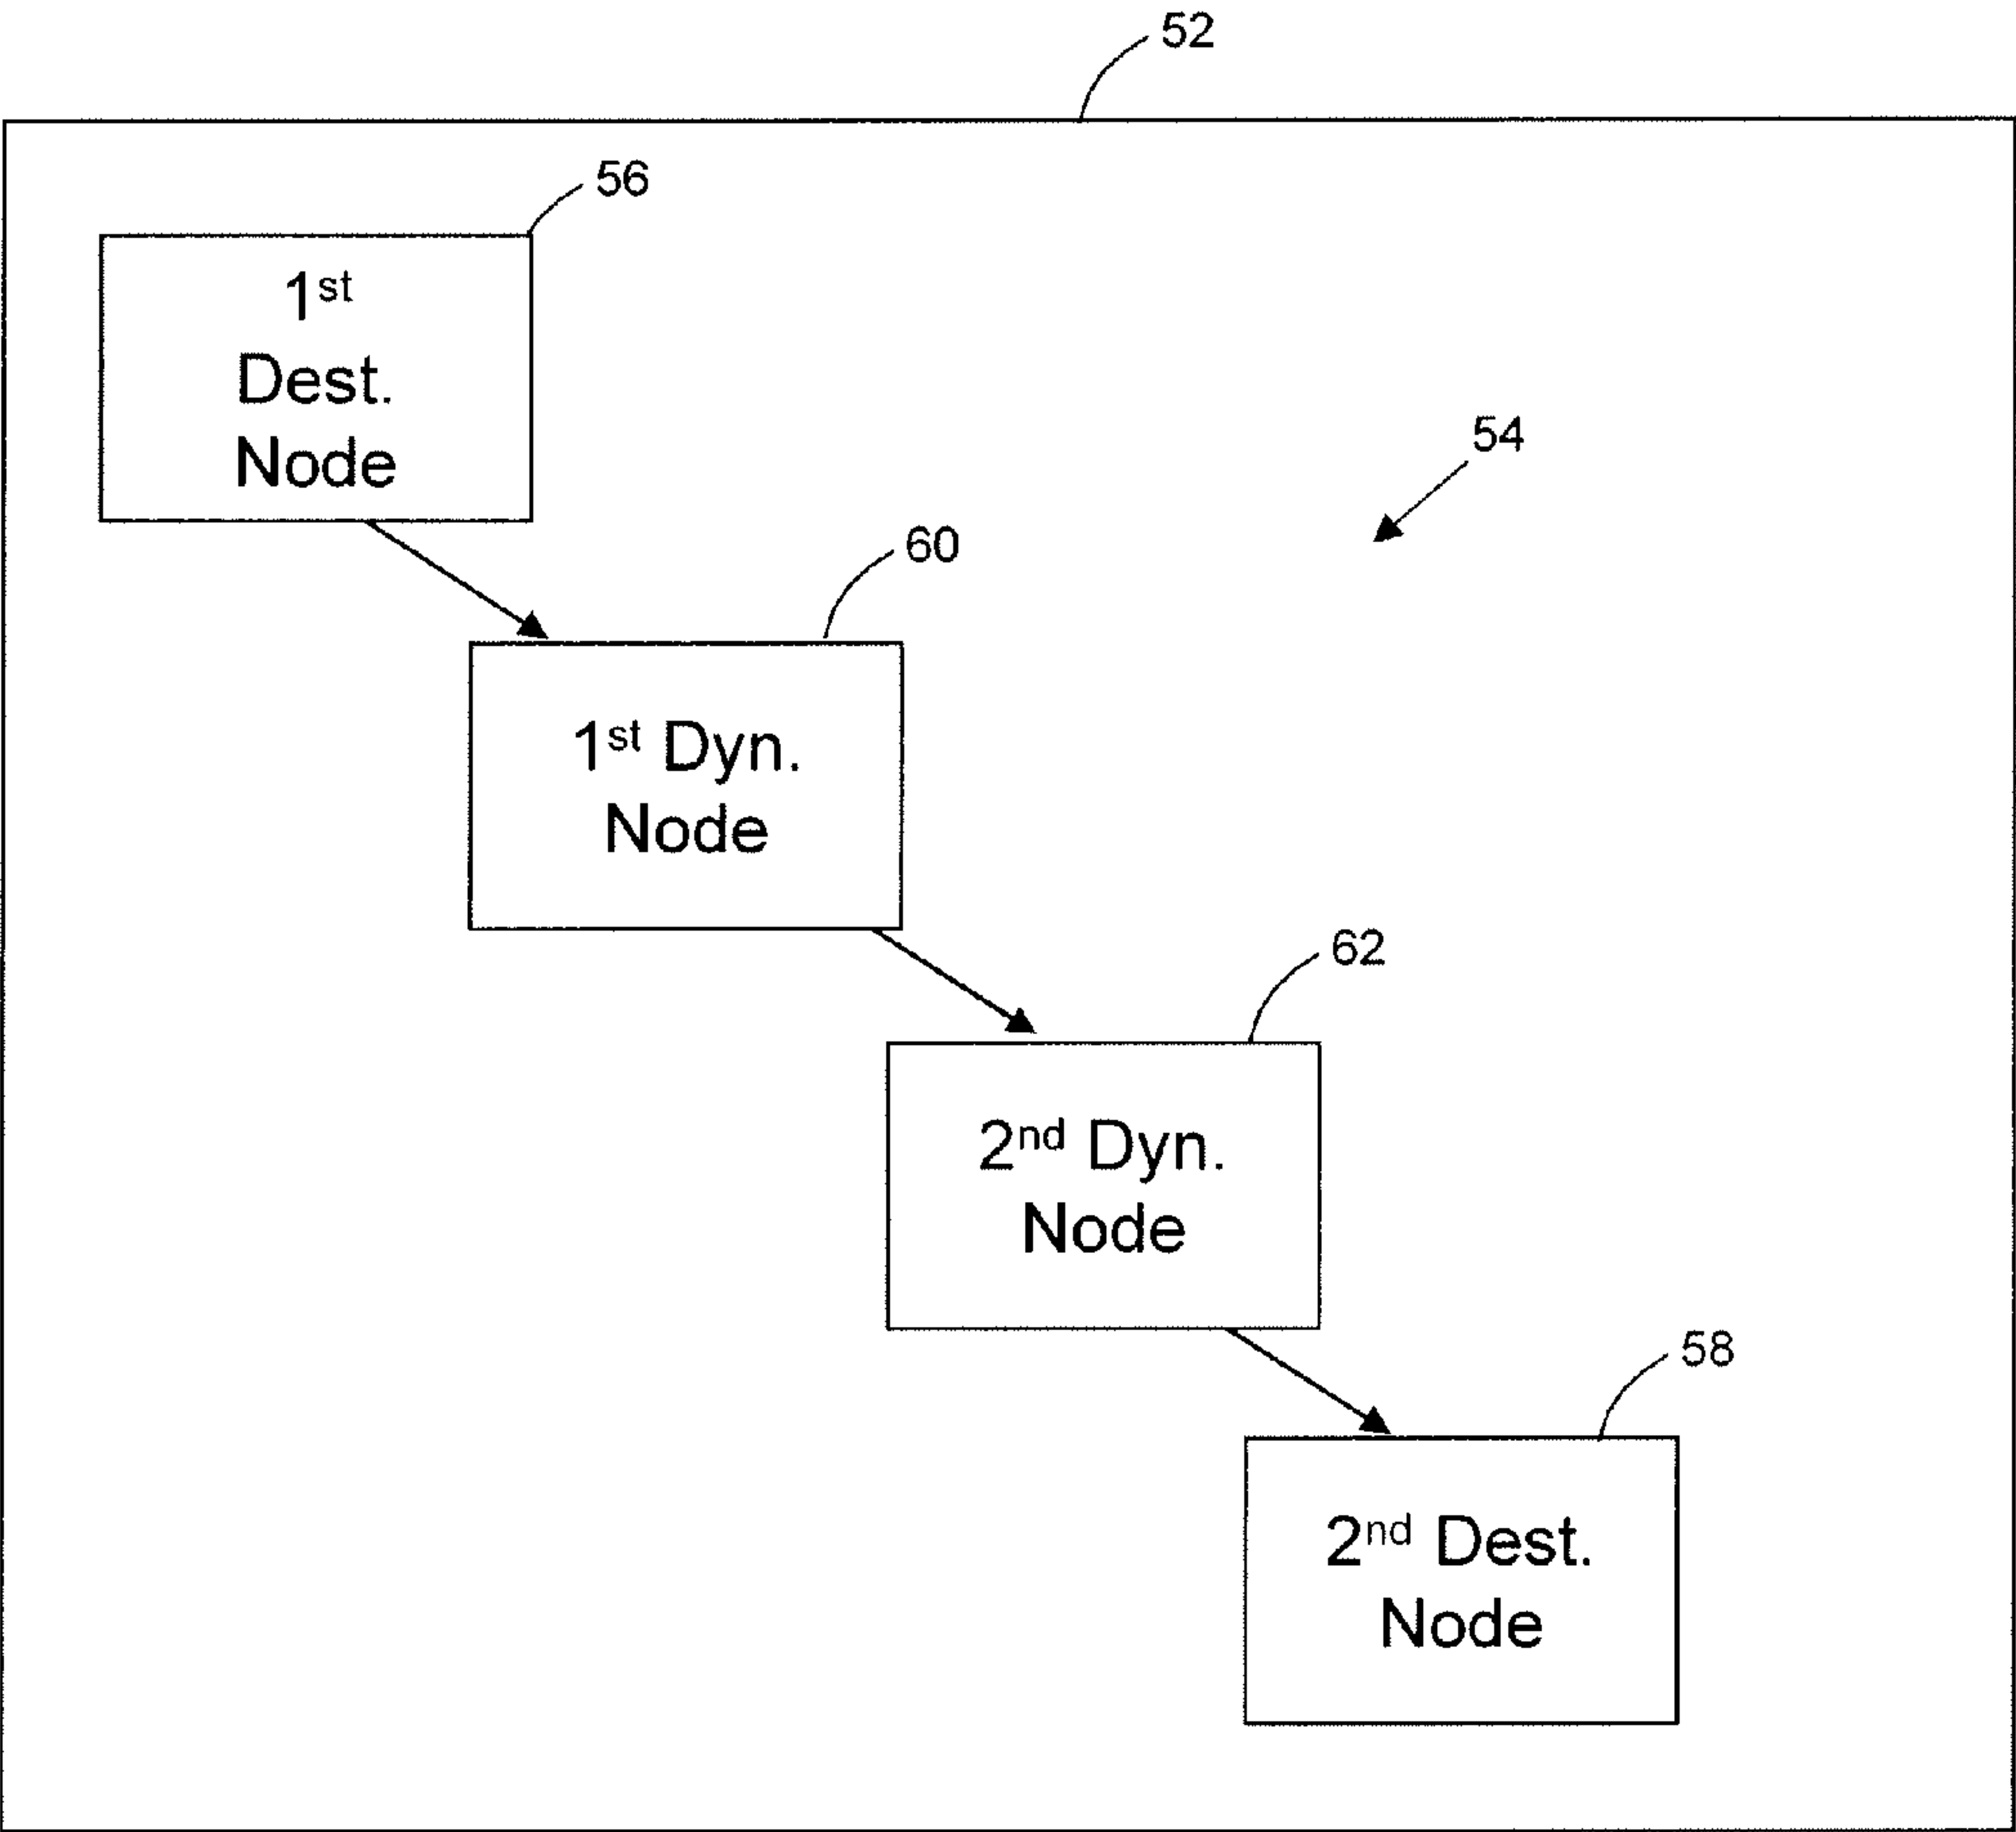 52
56
1st
Dest.
Node
54
60
1st Dyn.
Node
62
2nd Dyn.
Node
58
2nd Dest.
Node